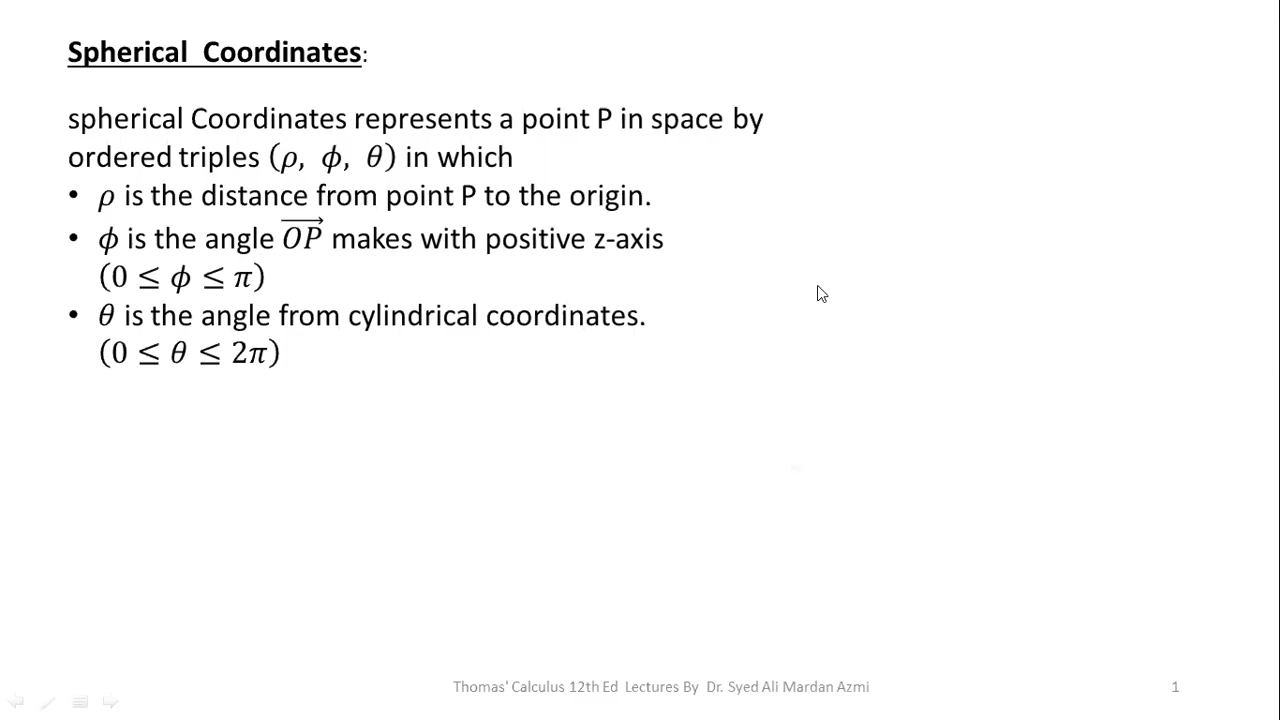 Spherical Coordinates:
spherical Coordinates represents a point P in space by
ordered triples (ρ, ϕ, θ) in which
• ρ is the distance from point P to the origin.
• ϕ is the angle \overrightarrow{OP} makes with positive z-axis
(0 ≤ ϕ ≤ π)
• θ is the angle from cylindrical coordinates.
(0 ≤ θ ≤ 2π)
Thomas' Calculus 12th Ed Lectures By Dr. Syed Ali Mardan Azmi
1